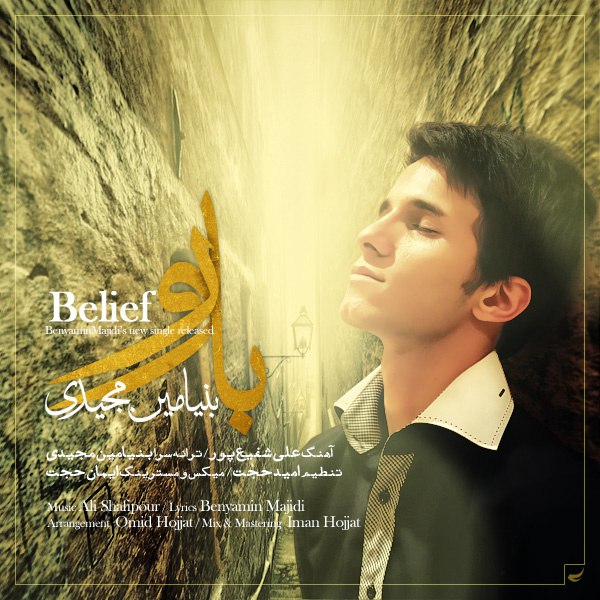 باور
Belief
Benyamin Majidi's new single released
بنیامین مجیدی
آهنگ علی شفیع پور / ترانه سرا بنیامین مجیدی
تنظیم امید حجت / میکس و مسترینگ ایمان حجت
Music Ali Shafipour / Lyrics Benyamin Majidi
Arrangement Omid Hojjat / Mix & Mastering Iman Hojjat